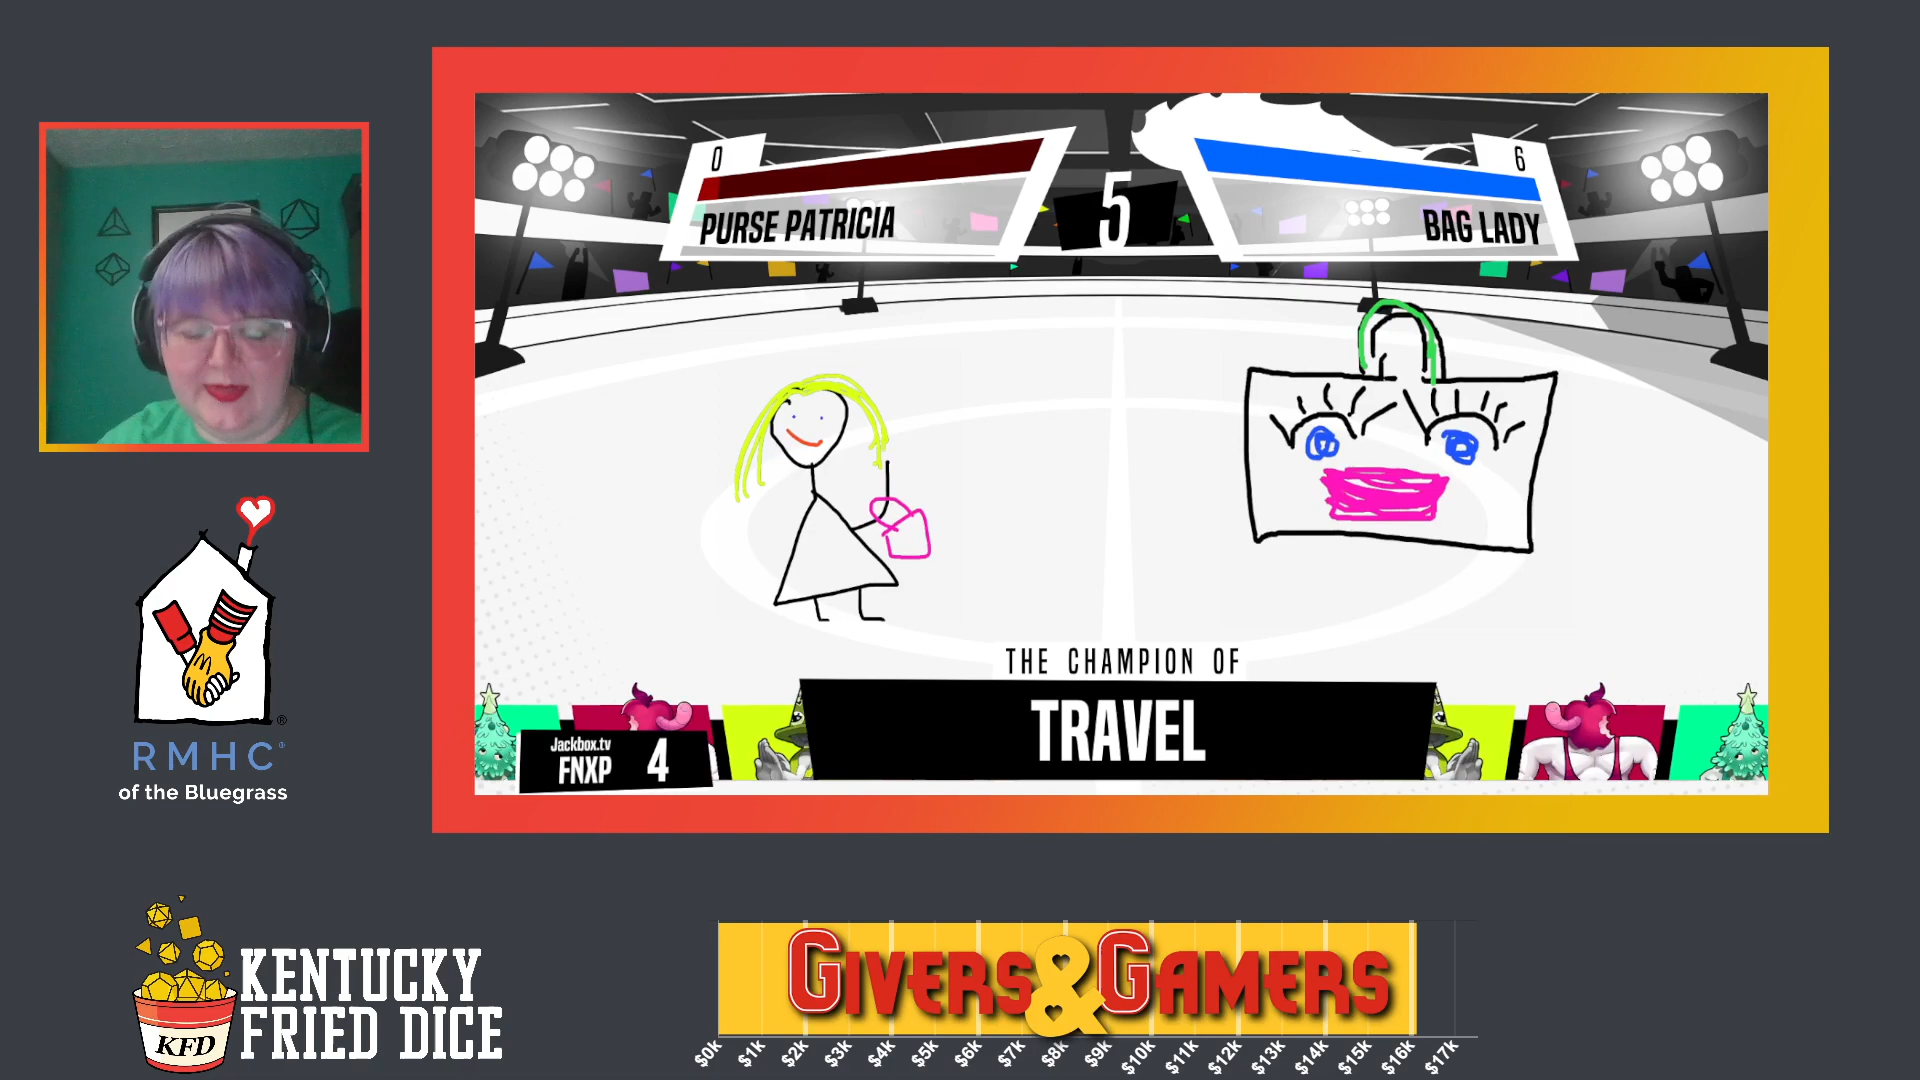 0
6
5
PURSE PATRICIA
BAG LADY
THE CHAMPION OF
TRAVEL
Jackbox.tv
FNXP
4
®
RMHC®
of the Bluegrass
KFD
KENTUCKY
FRIED DICE
GIVERS & GAMERS
$0k $1k $2k $3k $4k $5k $6k $7k $8k $9k $10k $11k $12k $13k $14k $15k $16k $17k